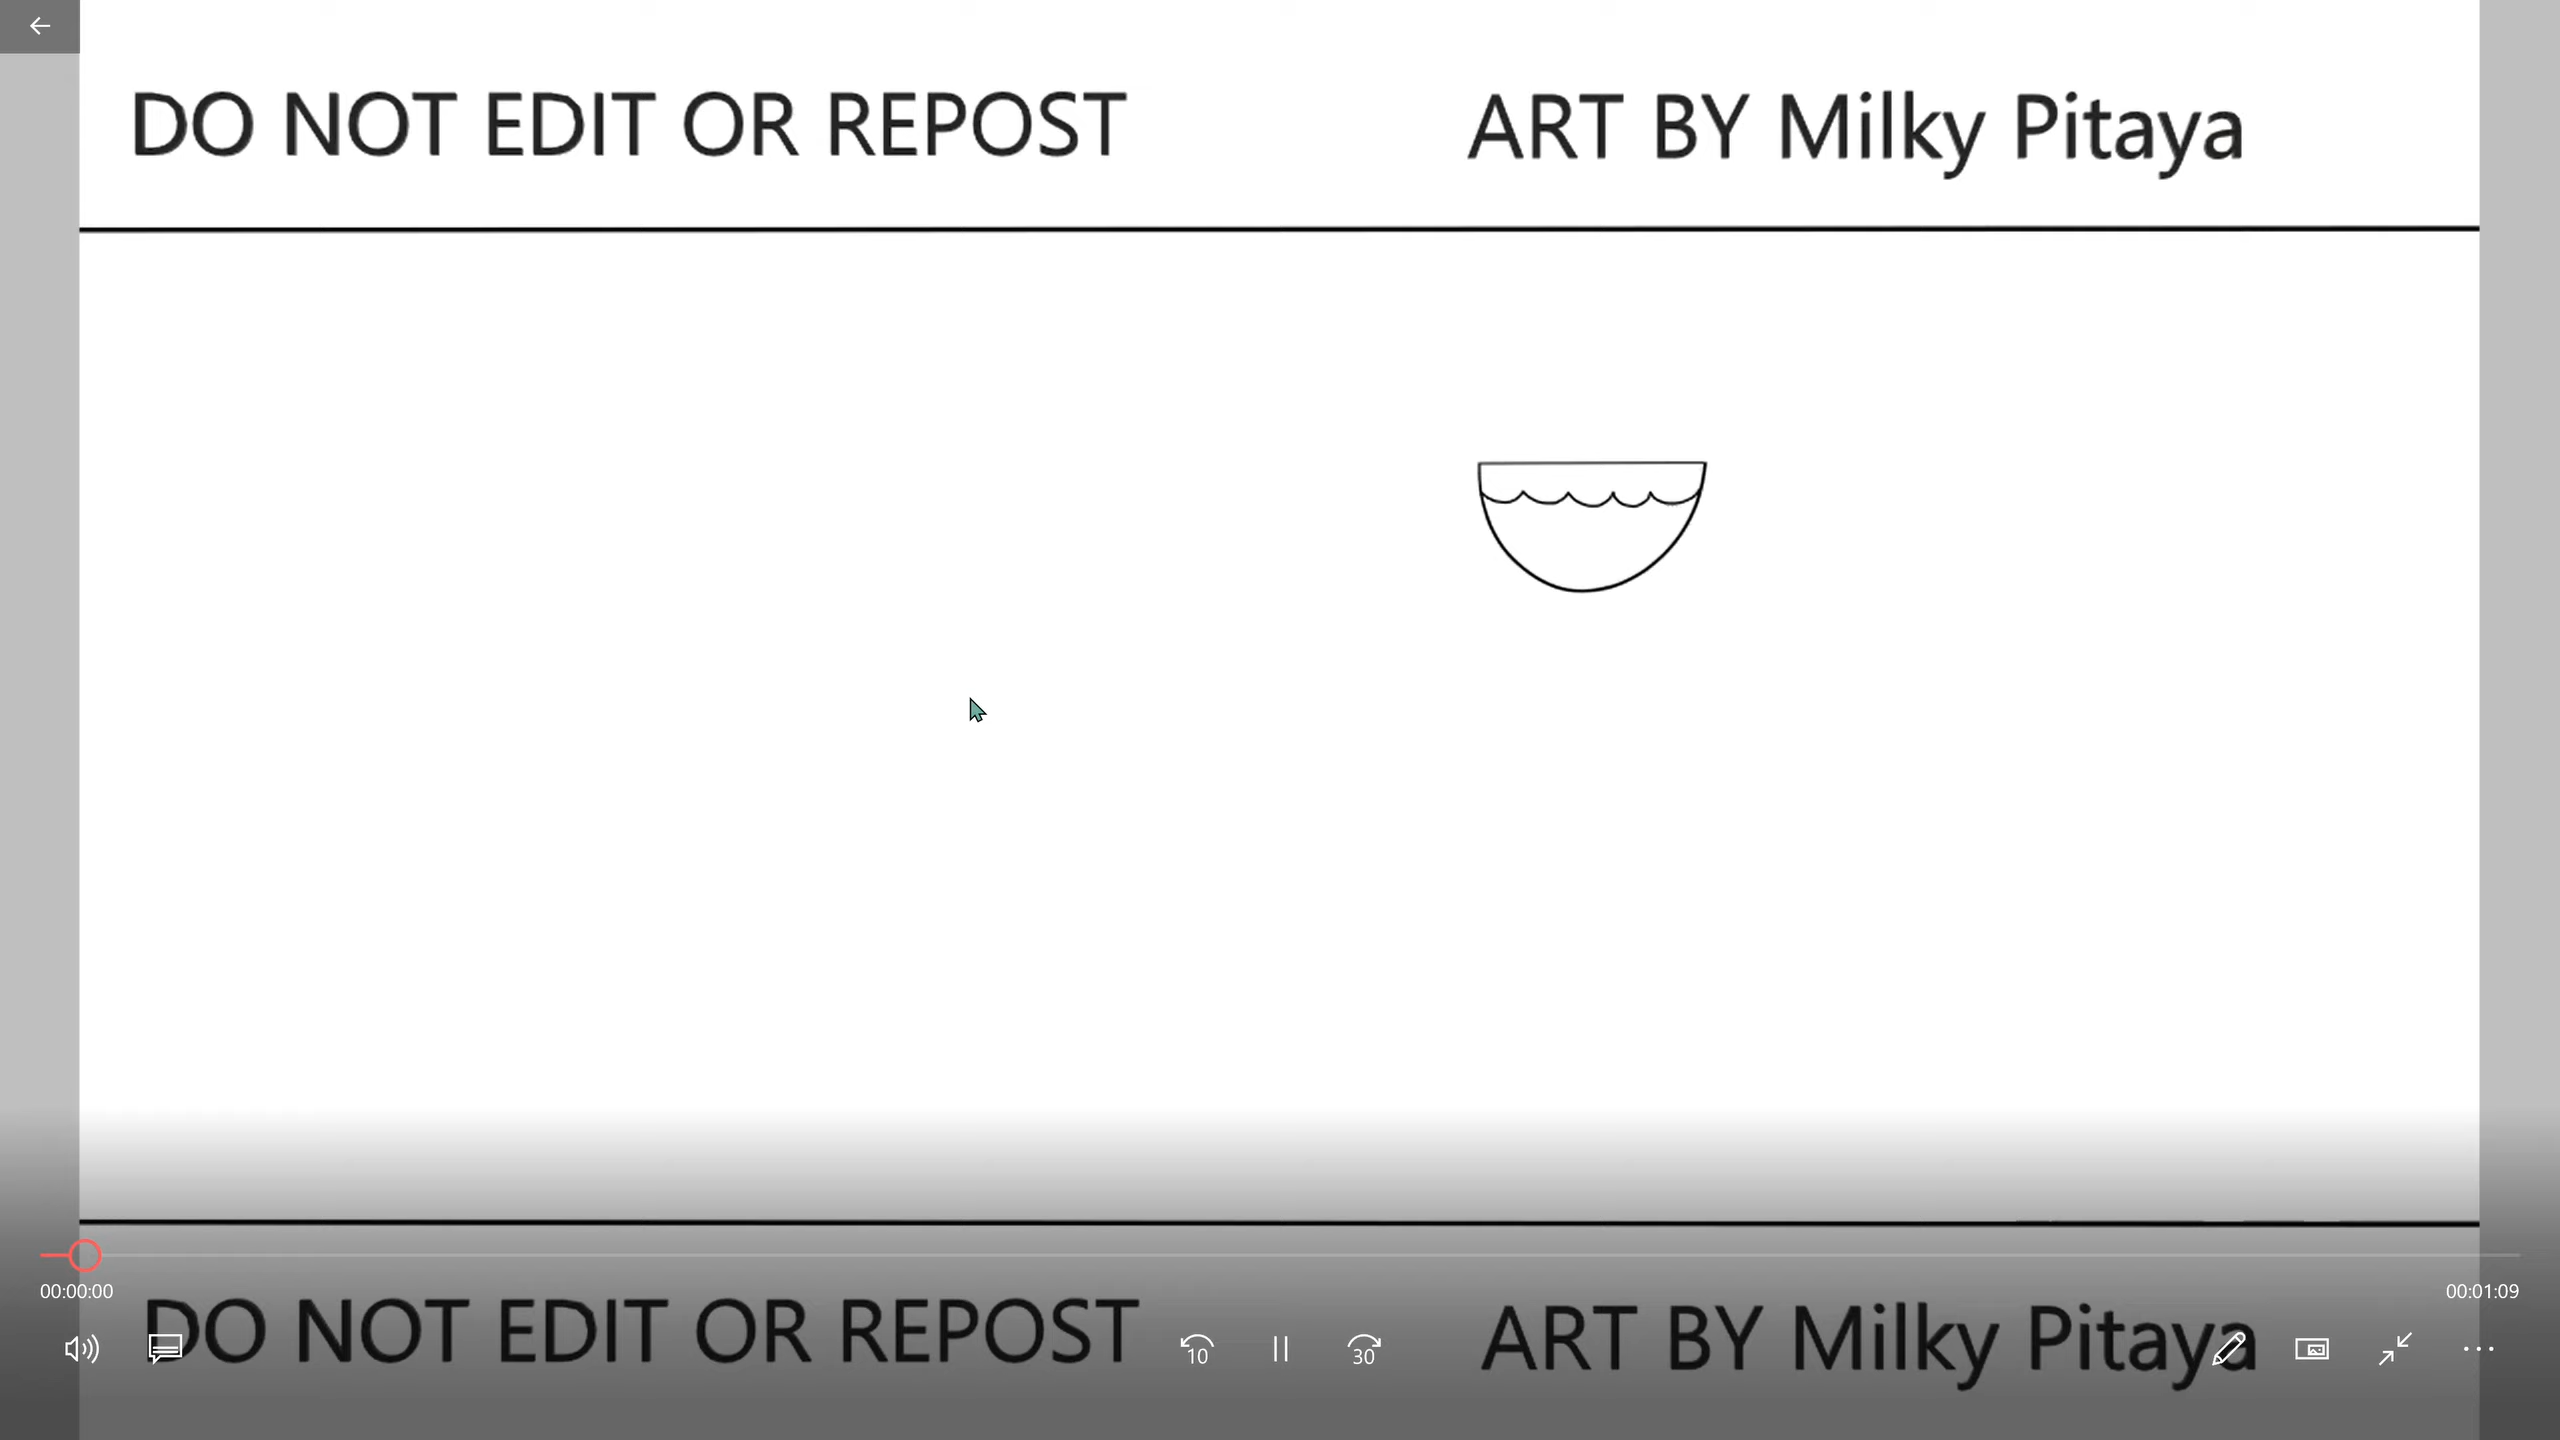 DO NOT EDIT OR REPOST
ART BY Milky Pitaya
00:00:00
00:01:09
DO NOT EDIT OR REPOST
ART BY Milky Pitaya
10
30